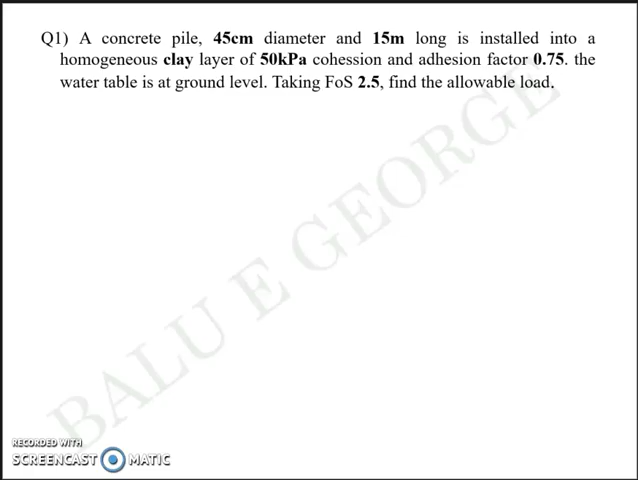 Q1) A concrete pile, 45cm diameter and 15m long is installed into a
homogeneous clay layer of 50kPa cohession and adhesion factor 0.75. the
water table is at ground level. Taking FoS 2.5, find the allowable load.
BALU E GEORGE
RECORDED WITH
SCREENCAST MATIC